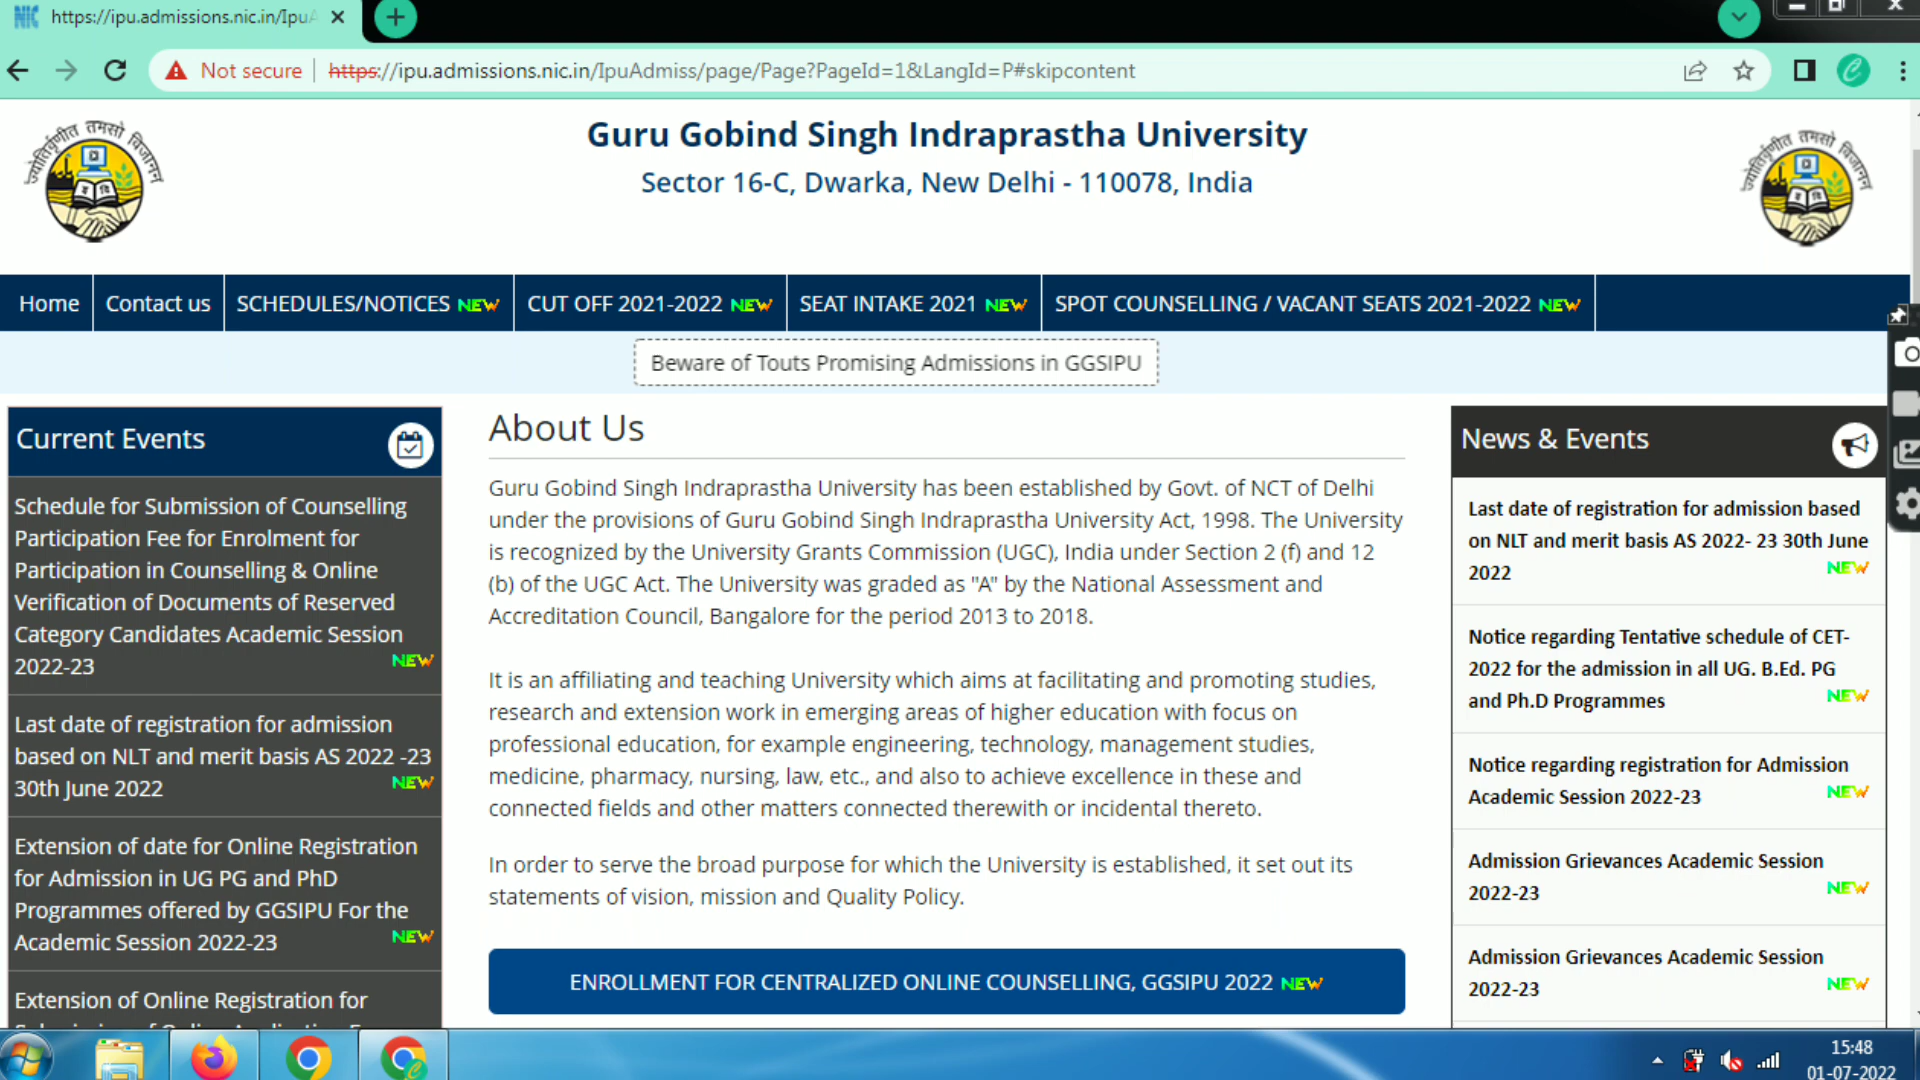 https://ipu.admissions.nic.in/Ipu
Not secure
https://ipu.admissions.nic.in/IpuAdmiss/page/Page?PageId=1&LangId=P#skipcontent
Guru Gobind Singh Indraprastha University
Sector 16-C, Dwarka, New Delhi - 110078, India
Home
Contact us
SCHEDULES/NOTICES NEW
CUT OFF 2021-2022 NEW
SEAT INTAKE 2021 NEW
SPOT COUNSELLING / VACANT SEATS 2021-2022 NEW
Beware of Touts Promising Admissions in GGSIPU
Current Events
Schedule for Submission of Counselling
Participation Fee for Enrolment for
Participation in Counselling & Online
Verification of Documents of Reserved
Category Candidates Academic Session
2022-23 NEW
Last date of registration for admission
based on NLT and merit basis AS 2022 -23
30th June 2022 NEW
Extension of date for Online Registration
for Admission in UG PG and PhD
Programmes offered by GGSIPU For the
Academic Session 2022-23 NEW
Extension of Online Registration for
About Us
Guru Gobind Singh Indraprastha University has been established by Govt. of NCT of Delhi
under the provisions of Guru Gobind Singh Indraprastha University Act, 1998. The University
is recognized by the University Grants Commission (UGC), India under Section 2 (f) and 12
(b) of the UGC Act. The University was graded as "A" by the National Assessment and
Accreditation Council, Bangalore for the period 2013 to 2018.
It is an affiliating and teaching University which aims at facilitating and promoting studies,
research and extension work in emerging areas of higher education with focus on
professional education, for example engineering, technology, management studies,
medicine, pharmacy, nursing, law, etc., and also to achieve excellence in these and
connected fields and other matters connected therewith or incidental thereto.
In order to serve the broad purpose for which the University is established, it set out its
statements of vision, mission and Quality Policy.
ENROLLMENT FOR CENTRALIZED ONLINE COUNSELLING, GGSIPU 2022 NEW
News & Events
Last date of registration for admission based
on NLT and merit basis AS 2022- 23 30th June
2022 NEW
Notice regarding Tentative schedule of CET-
2022 for the admission in all UG. B.Ed. PG
and Ph.D Programmes NEW
Notice regarding registration for Admission
Academic Session 2022-23 NEW
Admission Grievances Academic Session
2022-23 NEW
Admission Grievances Academic Session
2022-23 NEW
15:48
01-07-2022